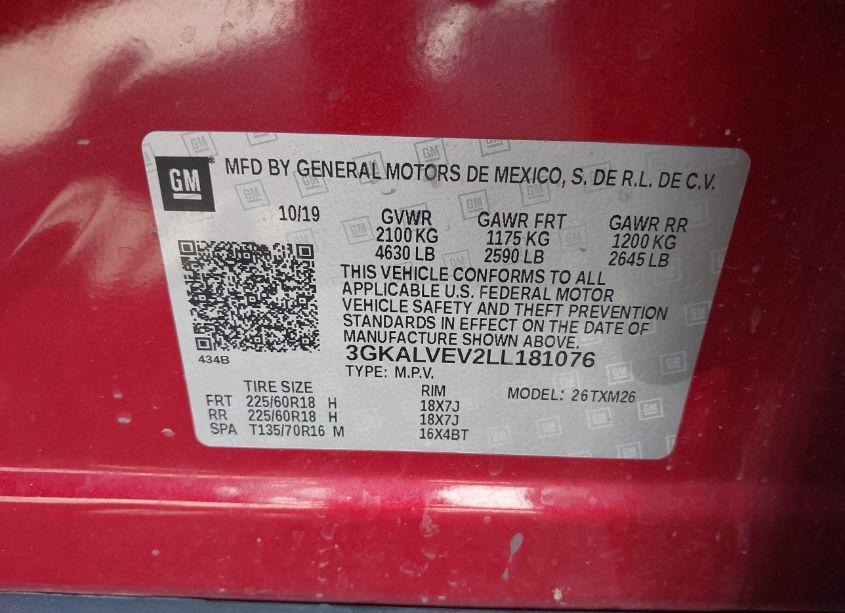 GM
MFD BY GENERAL MOTORS DE MEXICO, S. DE R.L. DE C.V.
10/19 GVWR GAWR FRT GAWR RR
2100 KG 1175 KG 1200 KG
4630 LB 2590 LB 2645 LB
THIS VEHICLE CONFORMS TO ALL
APPLICABLE U.S. FEDERAL MOTOR
VEHICLE SAFETY AND THEFT PREVENTION
STANDARDS IN EFFECT ON THE DATE OF
MANUFACTURE SHOWN ABOVE.
434B
3GKALVEV2LL181076
TYPE: M.P.V.
TIRE SIZE RIM MODEL: 26TXM26
FRT 225/60R18 H 18X7J
RR 225/60R18 H 18X7J
SPA T135/70R16 M 16X4BT